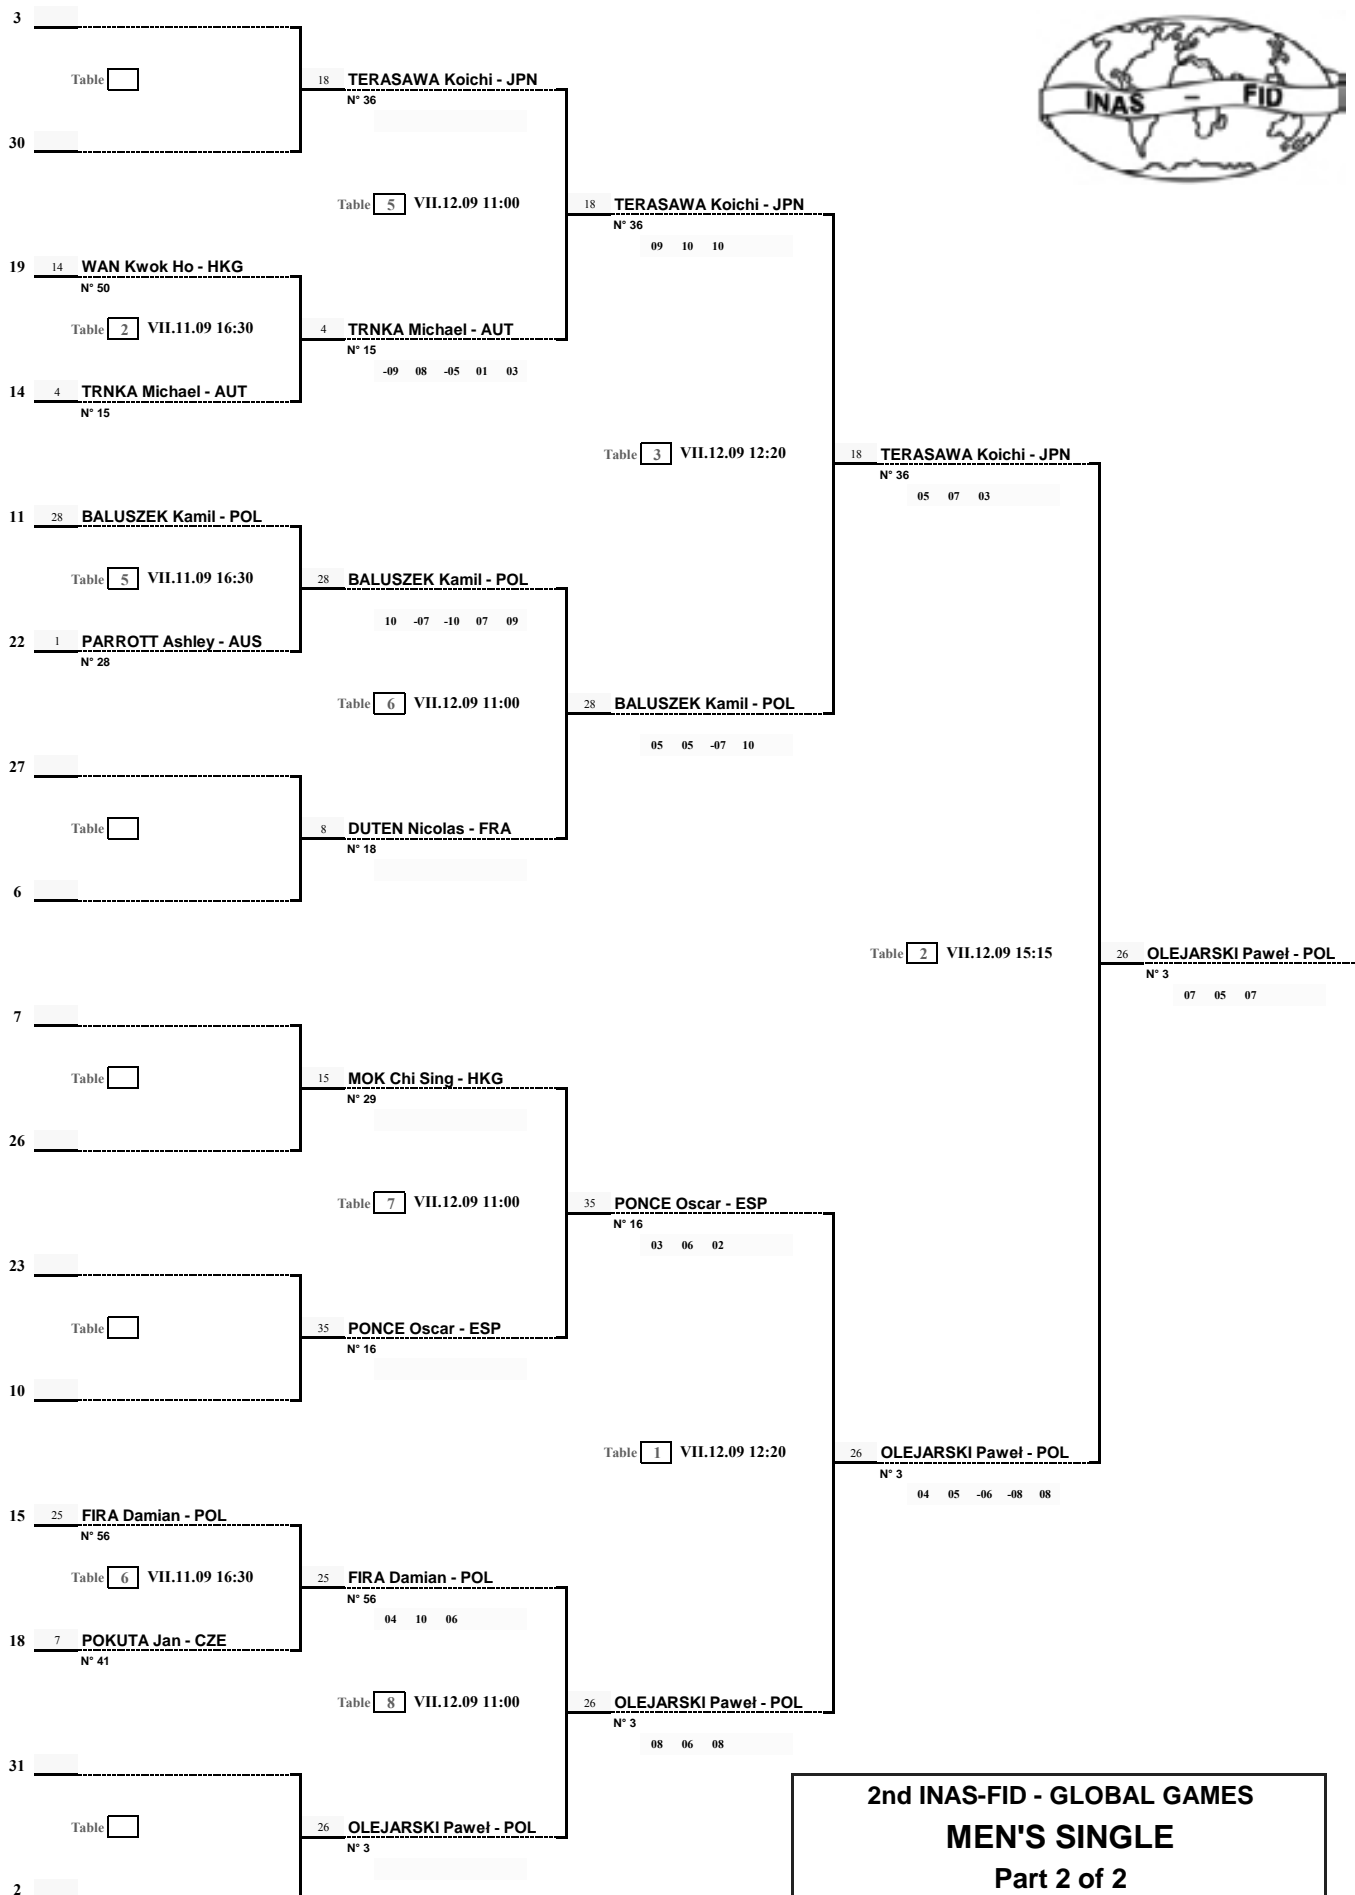 3
Table
18 TERASAWA Koichi - JPN
N° 36
30
INAS - FID
Table 5 VII.12.09 11:00
18 TERASAWA Koichi - JPN
N° 36
09 10 10
19 14 WAN Kwok Ho - HKG
N° 50
Table 2 VII.11.09 16:30
4 TRNKA Michael - AUT
N° 15
-09 08 -05 01 03
14 4 TRNKA Michael - AUT
N° 15
Table 3 VII.12.09 12:20
18 TERASAWA Koichi - JPN
N° 36
05 07 03
11 28 BALUSZEK Kamil - POL
Table 5 VII.11.09 16:30
28 BALUSZEK Kamil - POL
10 -07 -10 07 09
22 1 PARROTT Ashley - AUS
N° 28
Table 6 VII.12.09 11:00
28 BALUSZEK Kamil - POL
05 05 -07 10
27
Table
8 DUTEN Nicolas - FRA
N° 18
6
Table 2 VII.12.09 15:15
26 OLEJARSKI Paweł - POL
N° 3
07 05 07
7
Table
15 MOK Chi Sing - HKG
N° 29
26
Table 7 VII.12.09 11:00
35 PONCE Oscar - ESP
N° 16
03 06 02
23
Table
35 PONCE Oscar - ESP
N° 16
10
Table 1 VII.12.09 12:20
26 OLEJARSKI Paweł - POL
N° 3
04 05 -06 -08 08
15 25 FIRA Damian - POL
N° 56
Table 6 VII.11.09 16:30
25 FIRA Damian - POL
N° 56
04 10 06
18 7 POKUTA Jan - CZE
N° 41
Table 8 VII.12.09 11:00
26 OLEJARSKI Paweł - POL
N° 3
08 06 08
31
Table
26 OLEJARSKI Paweł - POL
N° 3
2
2nd INAS-FID - GLOBAL GAMES
MEN'S SINGLE
Part 2 of 2